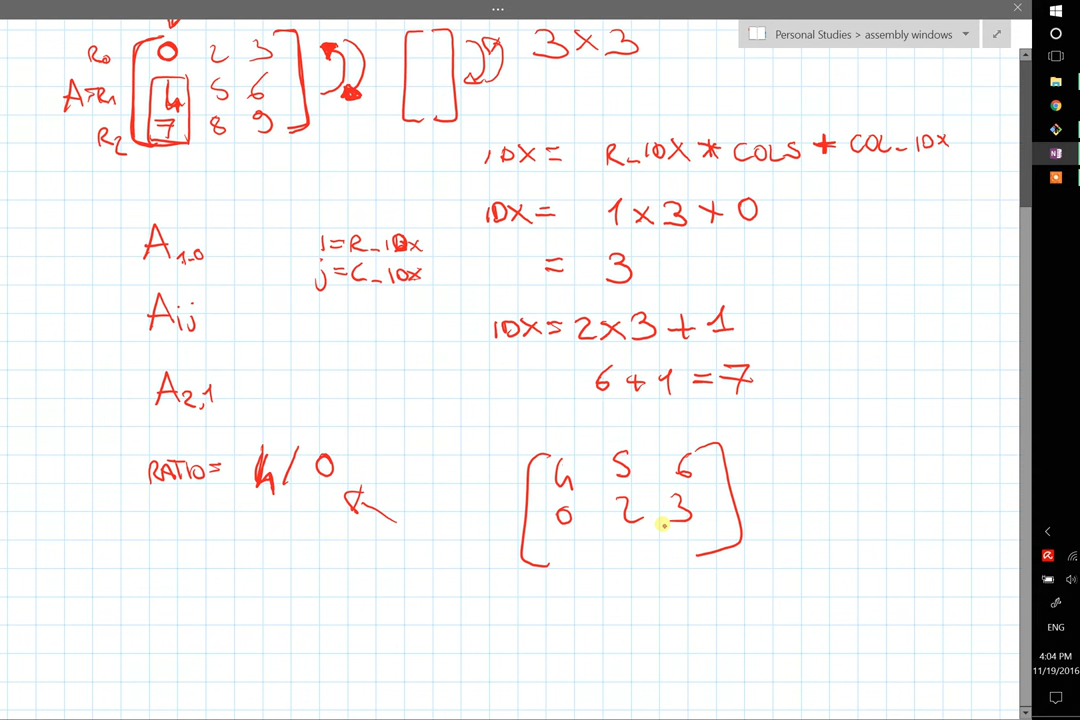 Personal Studies > assembly windows
R0 0 2 3
A=R1 4 5 6
R2 7 8 9
3×3
IDX= R_IDX * COLS + COL_IDX
IDX= 1×3+0
= 3
IDX=2×3+1
6+1=7
A1,0
i=R_IDX
j=C_IDX
Aij
A2,1
RATIO= 4/0
4 5 6
0 2 3
ENG
4:04 PM
11/19/2016